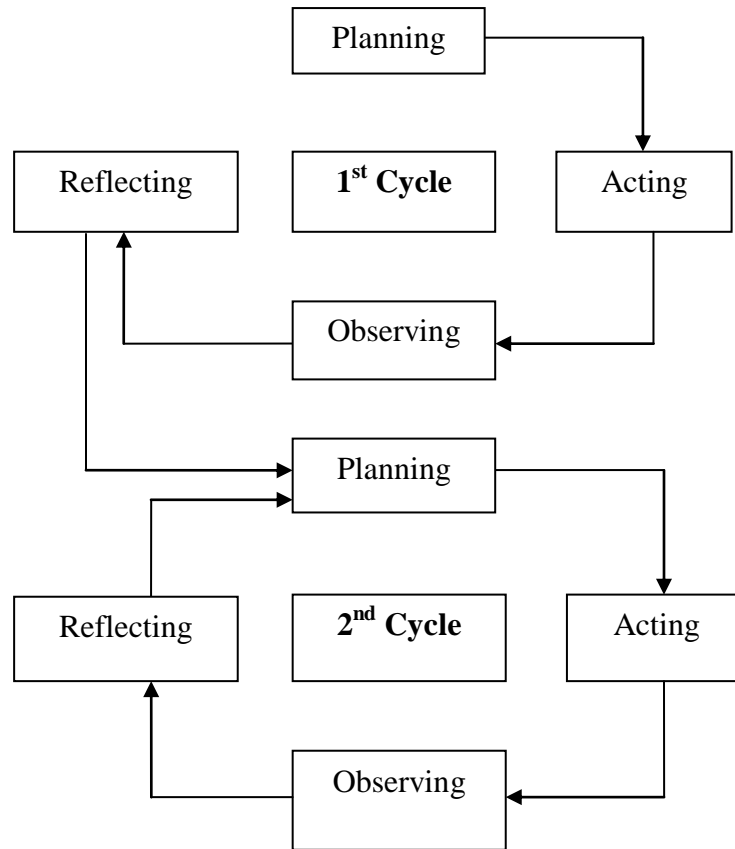 Planning
Reflecting
1st Cycle
Acting
Observing
Planning
Reflecting
2nd Cycle
Acting
Observing